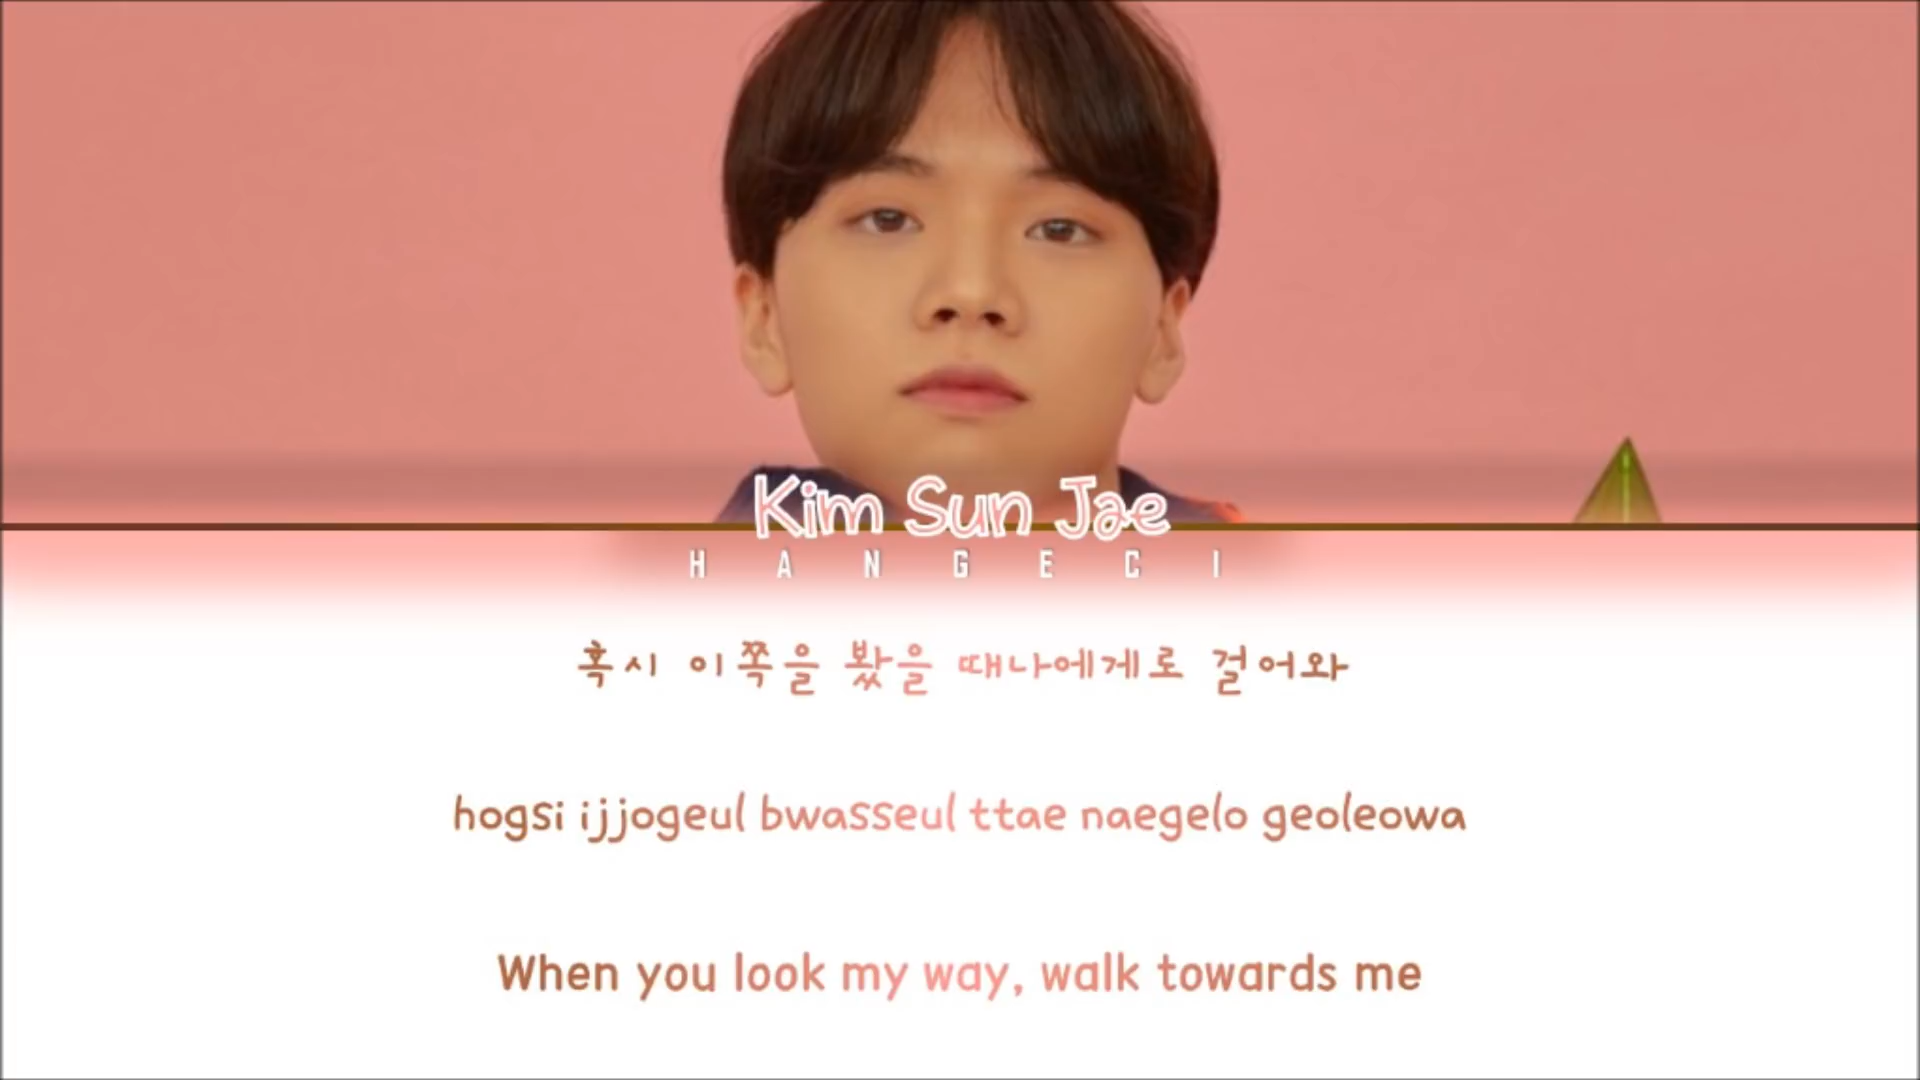 Kim Sun Jae
HANGECI
혹시 이쪽을 봤을 때나에게로 걸어와
hogsi ijjogeul bwasseul ttae naegelo geoleowa
When you look my way, walk towards me